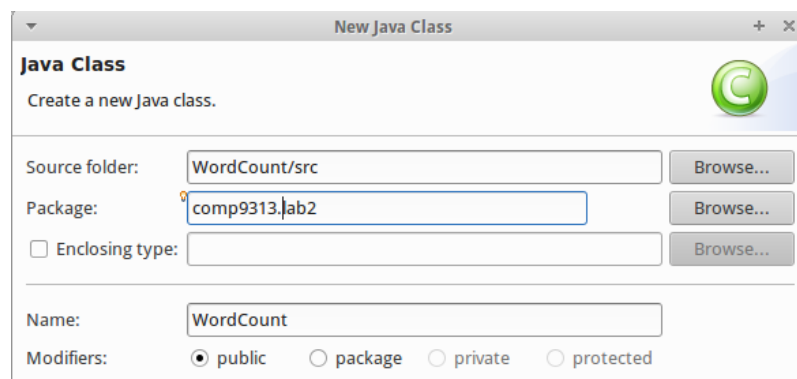 New Java Class
Java Class
Create a new Java class.
Source folder: WordCount/src Browse...
Package: comp9313.lab2 Browse...
Enclosing type: Browse...
Name: WordCount
Modifiers: public package private protected